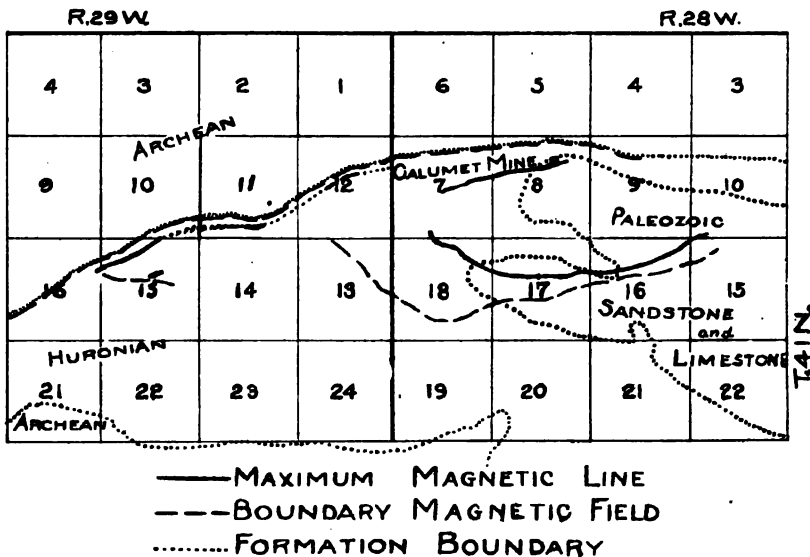 R.29W. R.28W.
4 3 2 1 6 5 4 3
ARCHEAN
9 10 11 12 CALUMET MINE 7 8 9 10
PALEOZOIC
16 15 14 13 18 17 16 15
SANDSTONE
and
HURONIAN LIMESTONE T.41N.
21 22 23 24 19 20 21 22
ARCHEAN
MAXIMUM MAGNETIC LINE
BOUNDARY MAGNETIC FIELD
FORMATION BOUNDARY